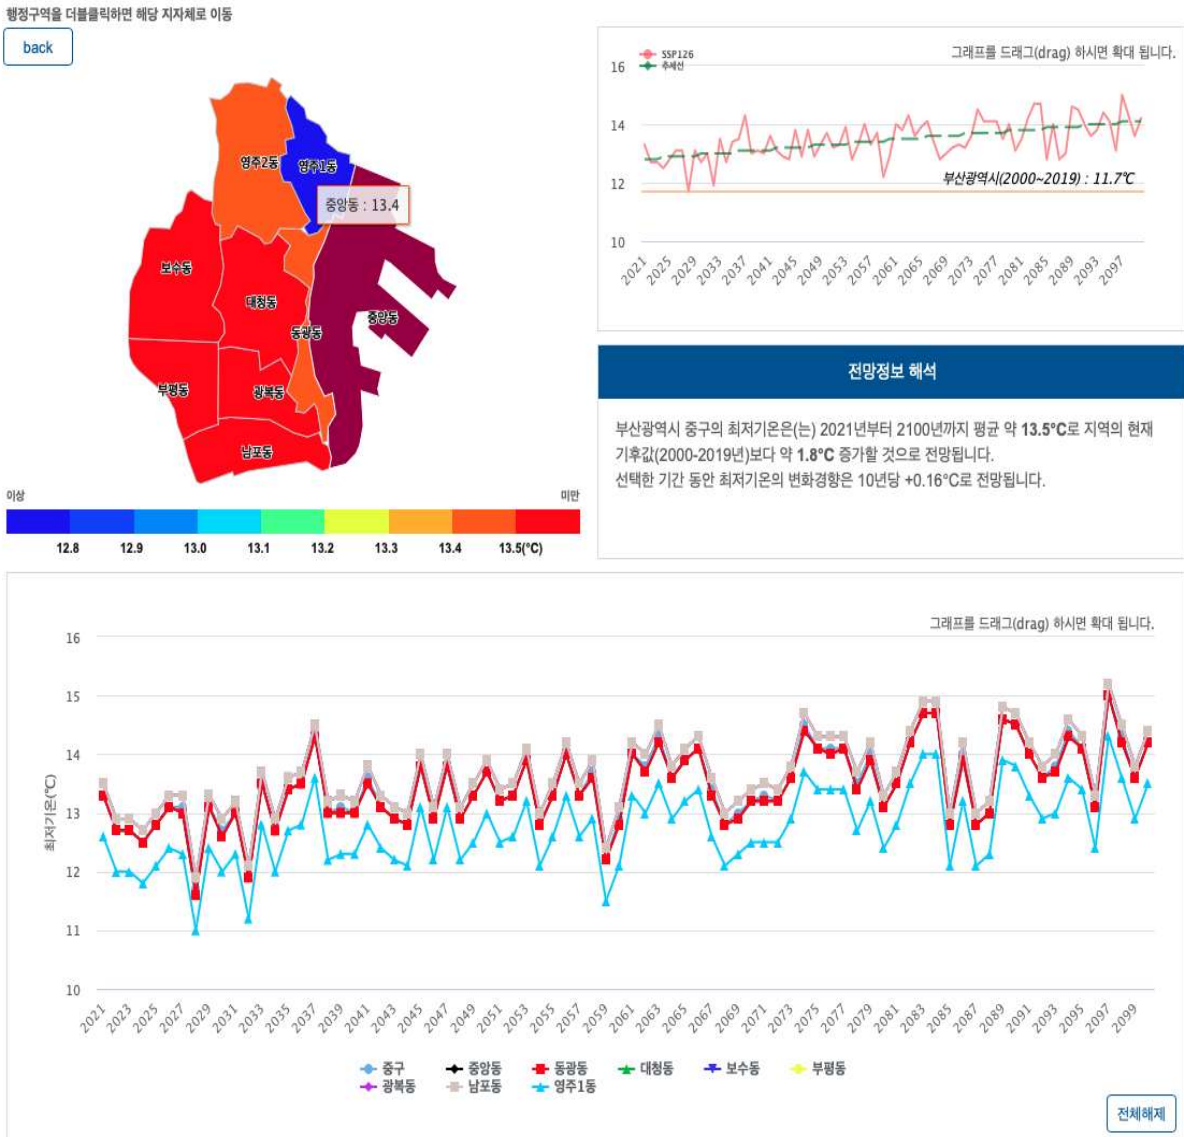 행정구역을 더블클릭하면 해당 지자체로 이동
back
영주2동
영주1동
중앙동 : 13.4
보수동
대청동
동광동
중앙동
부평동
광복동
남포동
이상
미만
12.8
12.9
13.0
13.1
13.2
13.3
13.4
13.5(℃)
SSP126
추세선
그래프를 드래그(drag) 하시면 확대 됩니다.
16
14
12
10
부산광역시(2000~2019) : 11.7℃
2021
2025
2029
2033
2037
2041
2045
2049
2053
2057
2061
2065
2069
2073
2077
2081
2085
2089
2093
2097
전망정보 해석
부산광역시 중구의 최저기온은(는) 2021년부터 2100년까지 평균 약 13.5°C로 지역의 현재
기후값(2000-2019년)보다 약 1.8°C 증가할 것으로 전망됩니다.
선택한 기간 동안 최저기온의 변화경향은 10년당 +0.16°C로 전망됩니다.
그래프를 드래그(drag) 하시면 확대 됩니다.
최저기온(℃)
16
15
14
13
12
11
10
2021
2023
2025
2027
2029
2031
2033
2035
2037
2039
2041
2043
2045
2047
2049
2051
2053
2055
2057
2059
2061
2063
2065
2067
2069
2071
2073
2075
2077
2079
2081
2083
2085
2087
2089
2091
2093
2095
2097
2099
중구 중앙동 동광동 대청동 보수동 부평동
광복동 남포동 영주1동
전체해제